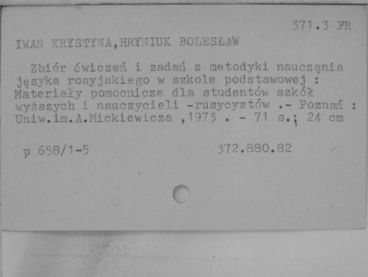 371.3 FR
IWAN KRYSTYNA,HRYNIUK BOLESŁAW
Zbiór ćwiczeń i zadań z metodyki nauczania
języka rosyjskiego w szkole podstawowej :
Materiały pomocnicze dla studentów szkół
wyższych i nauczycieli -rusycystów .- Poznań :
Uniw.im.A.Mickiewicza ,1973 . - 71 s.; 24 cm
p 658/1-5 372.880.82